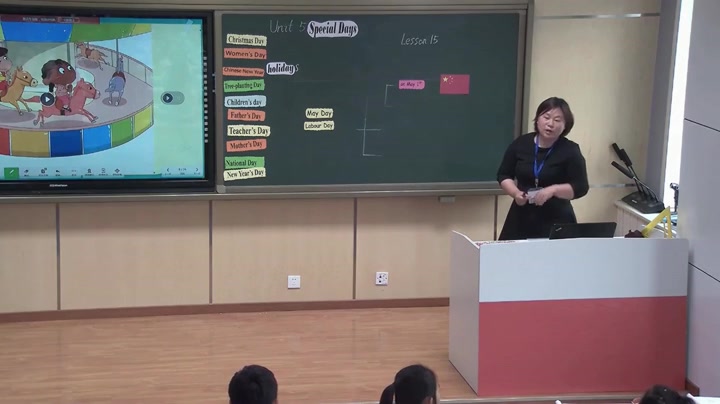 Unit 5 Special Days
Lesson 15
Christmas Day
Women's Day
Chinese New Year
holidays
Tree-planting Day
Children's day
Father's Day
Teacher's Day
Mother's Day
National Day
New Year's Day
May Day
Labour Day
on May 1st